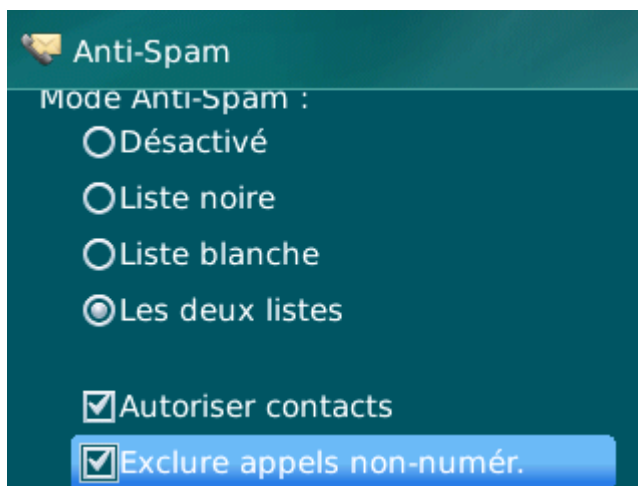 Anti-Spam
Mode Anti-Spam :
Désactivé
Liste noire
Liste blanche
Les deux listes
Autoriser contacts
Exclure appels non-numér.